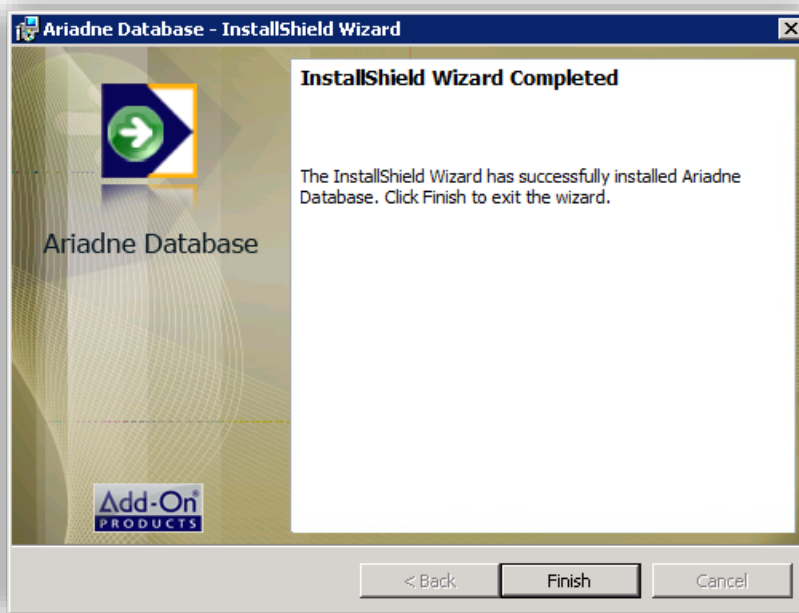 Ariadne Database - InstallShield Wizard
InstallShield Wizard Completed
The InstallShield Wizard has successfully installed Ariadne
Database. Click Finish to exit the wizard.
Ariadne Database
Add-On®
PRODUCTS
< Back
Finish
Cancel